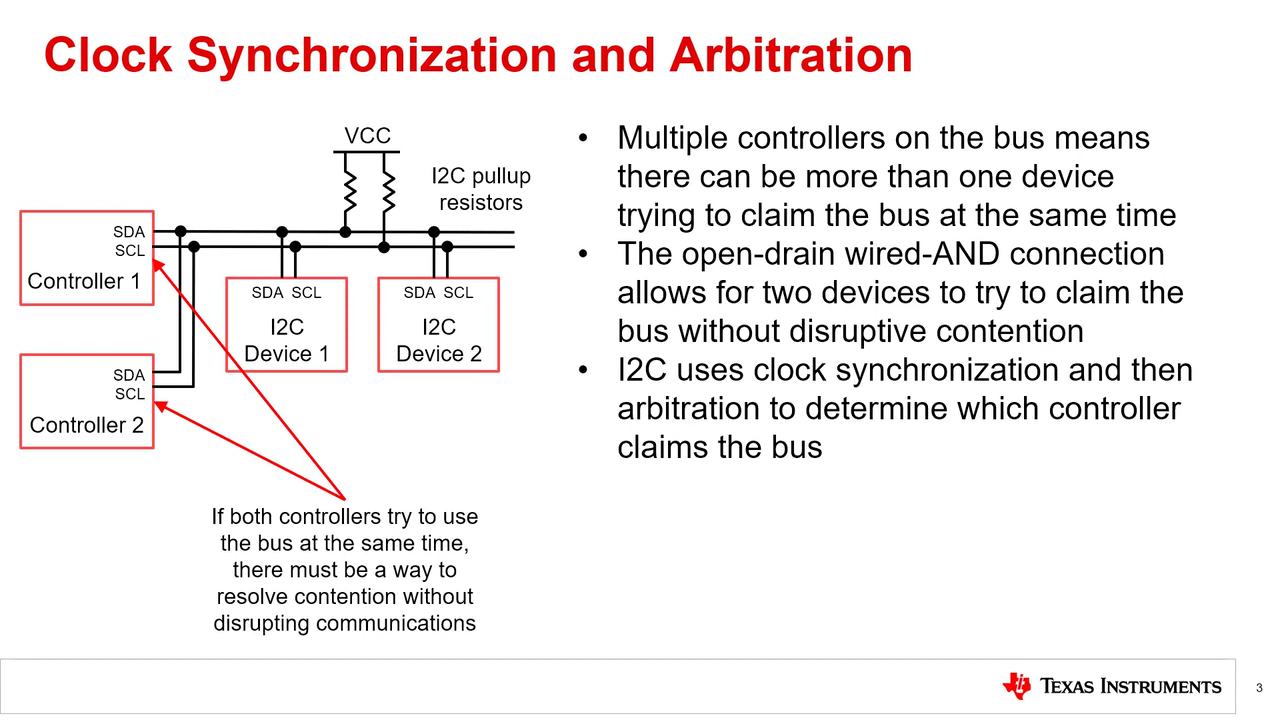 Clock Synchronization and Arbitration
VCC
I2C pullup
resistors
SDA
SCL
Controller 1
SDA SCL
I2C
Device 1
SDA SCL
I2C
Device 2
SDA
SCL
Controller 2
If both controllers try to use
the bus at the same time,
there must be a way to
resolve contention without
disrupting communications
• Multiple controllers on the bus means
there can be more than one device
trying to claim the bus at the same time
• The open-drain wired-AND connection
allows for two devices to try to claim the
bus without disruptive contention
• I2C uses clock synchronization and then
arbitration to determine which controller
claims the bus
TEXAS INSTRUMENTS
3